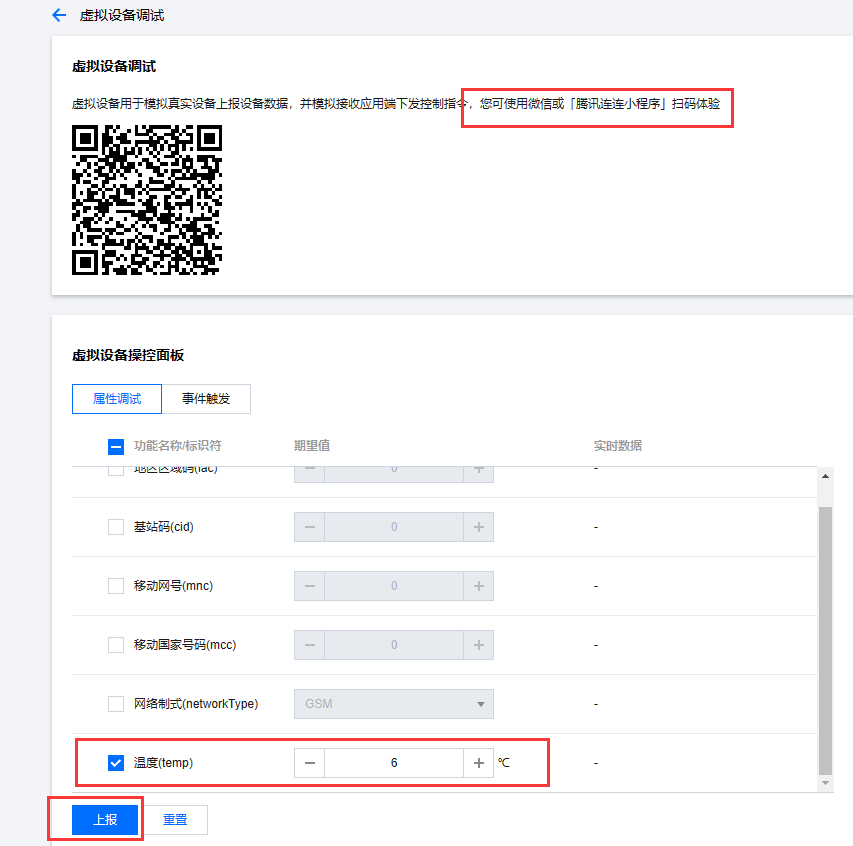 虚拟设备调试
虚拟设备调试
虚拟设备用于模拟真实设备上报设备数据，并模拟接收应用端下发控制指令，您可使用微信或「腾讯连连小程序」扫码体验
虚拟设备操控面板
属性调试 事件触发
功能名称/标识符 期望值 实时数据
地区区域码(lac) 0 -
基站码(cid) 0 -
移动网号(mnc) 0 -
移动国家号码(mcc) 0 -
网络制式(networkType) GSM -
温度(temp) 6 ℃ -
上报 重置